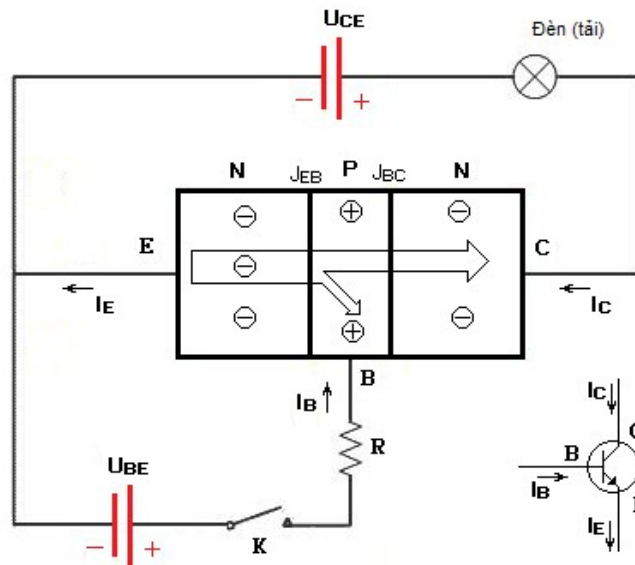 UCE
Đèn (tải)
− +
N JEB P JBC N
E C
IE IC
B
IB
R
UBE
− +
K
IC
B
IB
IE